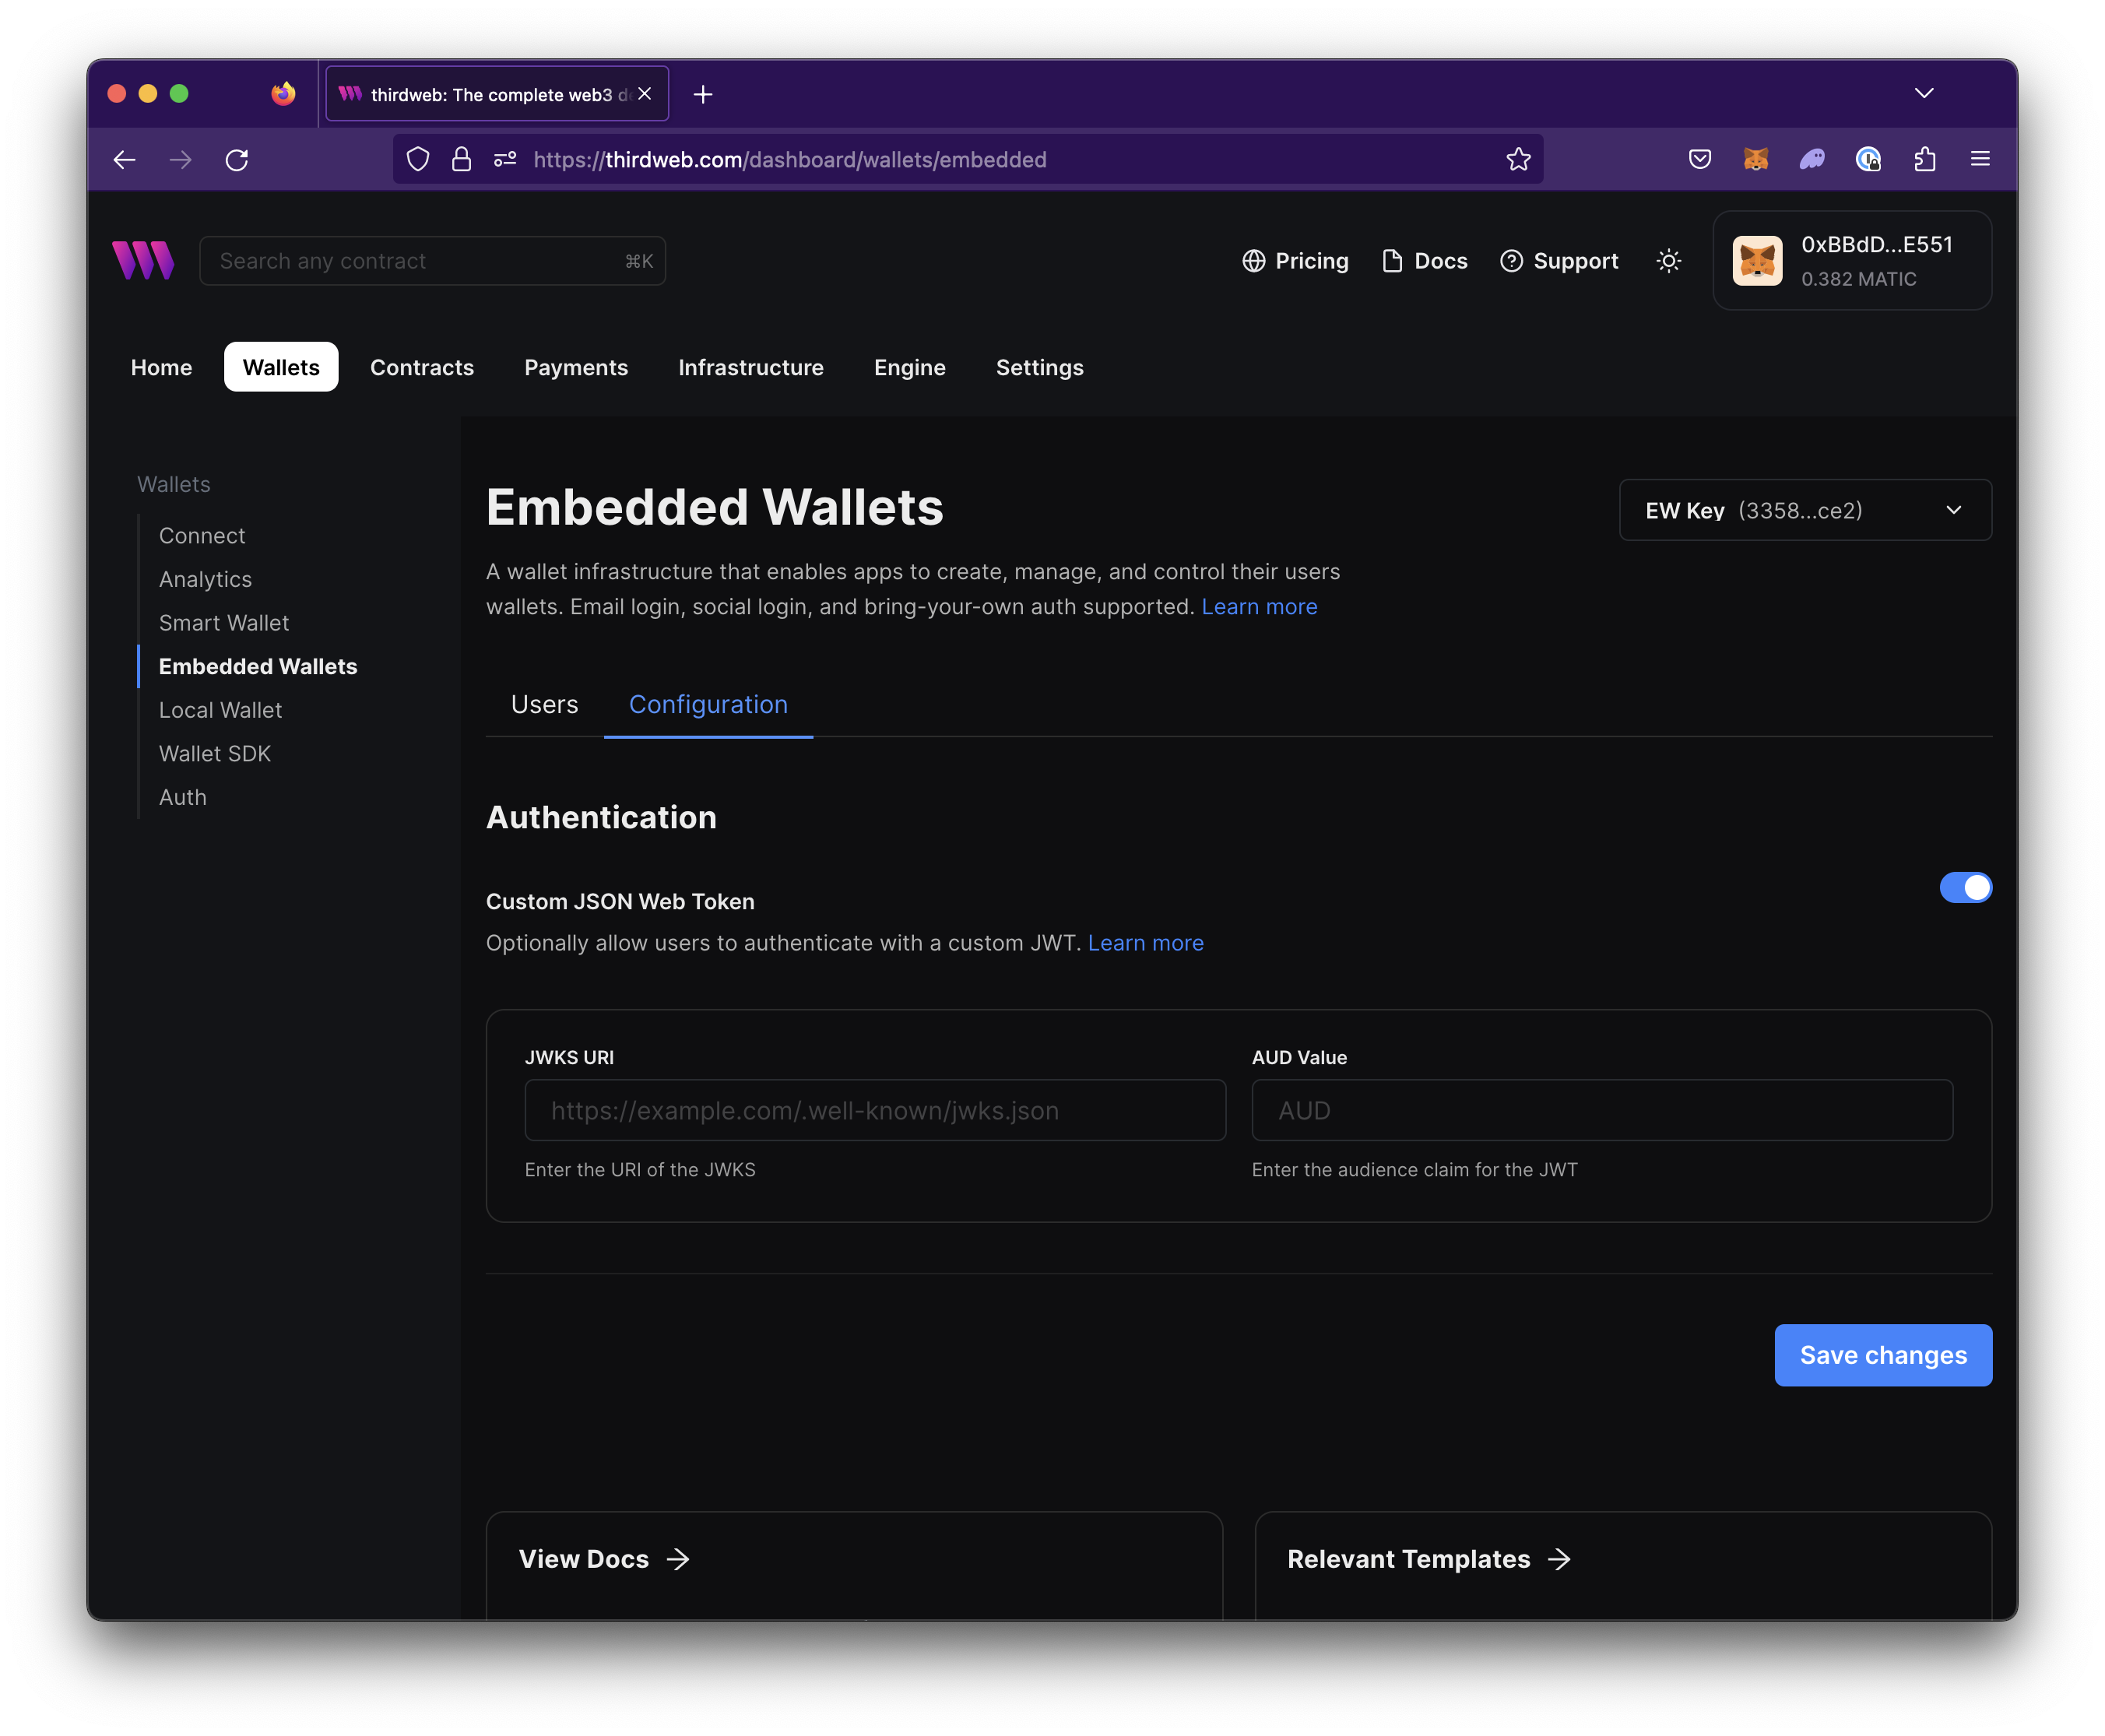 thirdweb: The complete web3 d
https://thirdweb.com/dashboard/wallets/embedded
Search any contract
⌘K
Pricing
Docs
Support
0xBBdD...E551
0.382 MATIC
Home
Wallets
Contracts
Payments
Infrastructure
Engine
Settings
Wallets
Connect
Analytics
Smart Wallet
Embedded Wallets
Local Wallet
Wallet SDK
Auth
Embedded Wallets
EW Key (3358...ce2)
A wallet infrastructure that enables apps to create, manage, and control their users
wallets. Email login, social login, and bring-your-own auth supported. Learn more
Users
Configuration
Authentication
Custom JSON Web Token
Optionally allow users to authenticate with a custom JWT. Learn more
JWKS URI
https://example.com/.well-known/jwks.json
Enter the URI of the JWKS
AUD Value
AUD
Enter the audience claim for the JWT
Save changes
View Docs →
Relevant Templates →